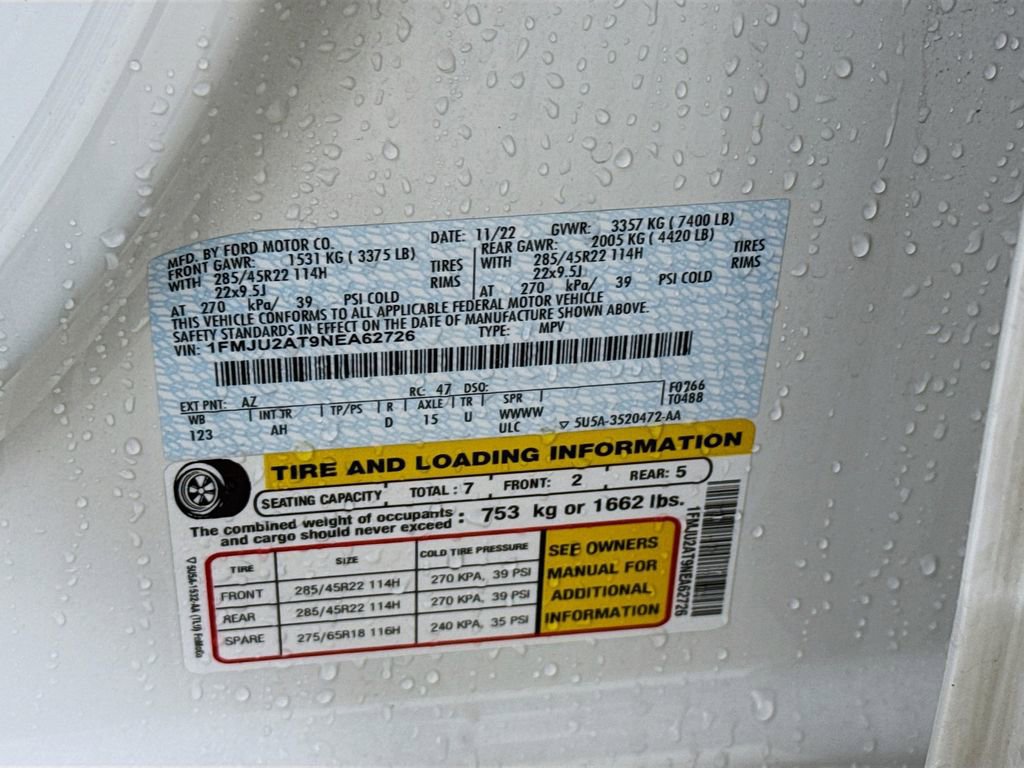 MFD. BY FORD MOTOR CO. DATE: 11/22 GVWR: 3357 KG ( 7400 LB)
FRONT GAWR: 1531 KG ( 3375 LB) REAR GAWR: 2005 KG ( 4420 LB)
WITH 285/45R22 114H TIRES WITH 285/45R22 114H TIRES
22x9.5J RIMS 22x9.5J RIMS
AT 270 kPa/ 39 PSI COLD AT 270 kPa/ 39 PSI COLD
THIS VEHICLE CONFORMS TO ALL APPLICABLE FEDERAL MOTOR VEHICLE
SAFETY STANDARDS IN EFFECT ON THE DATE OF MANUFACTURE SHOWN ABOVE.
VIN: 1FMJU2AT9NEA62726 TYPE: MPV
EXT PNT: AZ RC: 47 DSO: F0266
WB INT TR TP/PS R AXLE TR SPR T0488
123 AH D 15 U WWWW
ULC 5U5A-3520472-AA
TIRE AND LOADING INFORMATION
SEATING CAPACITY TOTAL : 7 FRONT: 2 REAR: 5
The combined weight of occupants and cargo should never exceed : 753 kg or 1662 lbs.
TIRE SIZE COLD TIRE PRESSURE
FRONT 285/45R22 114H 270 KPA, 39 PSI
REAR 285/45R22 114H 270 KPA, 39 PSI
SPARE 275/65R18 116H 240 KPA, 35 PSI
SEE OWNERS
MANUAL FOR
ADDITIONAL
INFORMATION
1FMJU2AT9NEA62726